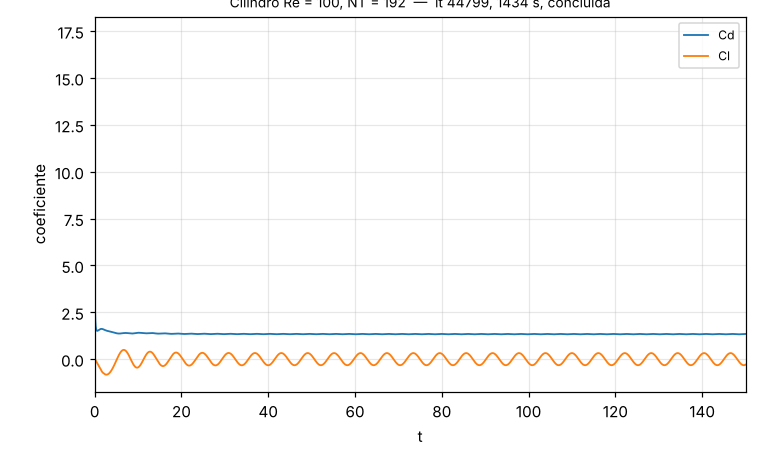 Cilindro Re = 100, NT = 192 — it 44799, 1434 s, concluída
17.5
15.0
12.5
10.0
7.5
5.0
2.5
0.0
coeficiente
Cd
Cl
0 20 40 60 80 100 120 140
t